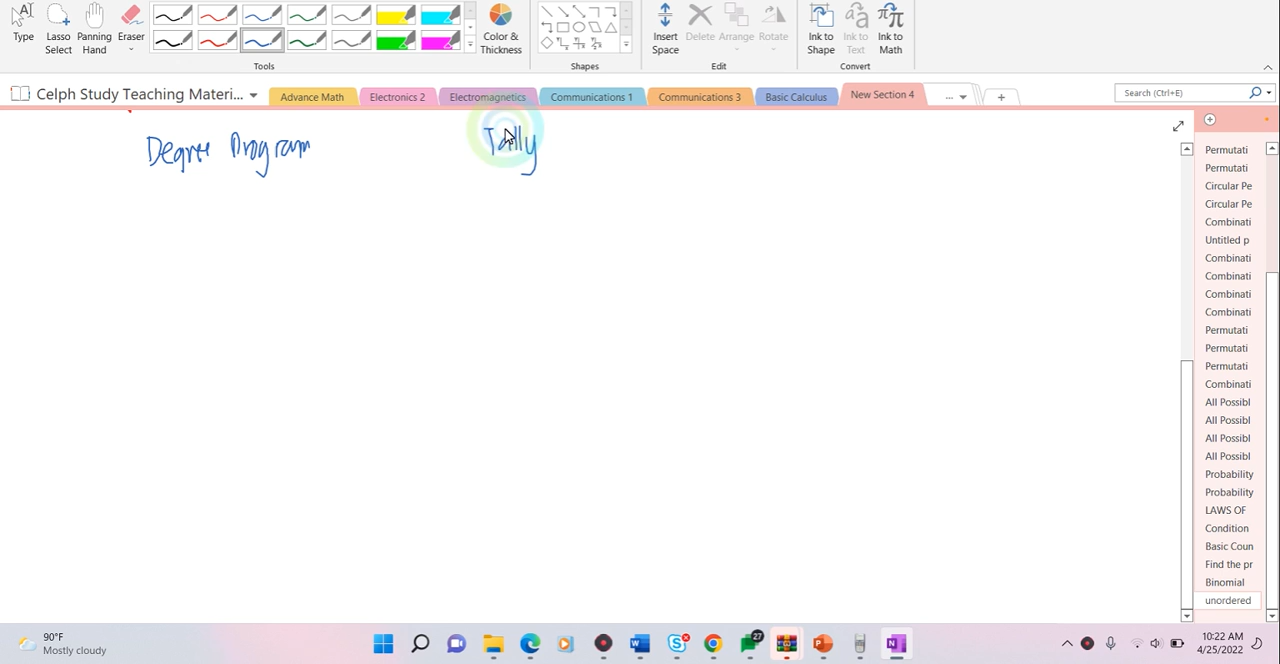 Type
Lasso Select
Panning Hand
Eraser
Color & Thickness
Insert Space
Delete
Arrange
Rotate
Ink to Shape
Ink to Text
Ink to Math
Tools
Shapes
Edit
Convert
Celph Study Teaching Materi...
Advance Math
Electronics 2
Electromagnetics
Communications 1
Communications 3
Basic Calculus
New Section 4
...
Search (Ctrl+E)
Degree Program
Tally
Permutati
Permutati
Circular Pe
Circular Pe
Combinati
Untitled p
Combinati
Combinati
Combinati
Combinati
Permutati
Permutati
Permutati
Combinati
All Possibl
All Possibl
All Possibl
All Possibl
Probability
Probability
LAWS OF
Condition
Basic Coun
Find the pr
Binomial
unordered
90°F
Mostly cloudy
27
10:22 AM
4/25/2022